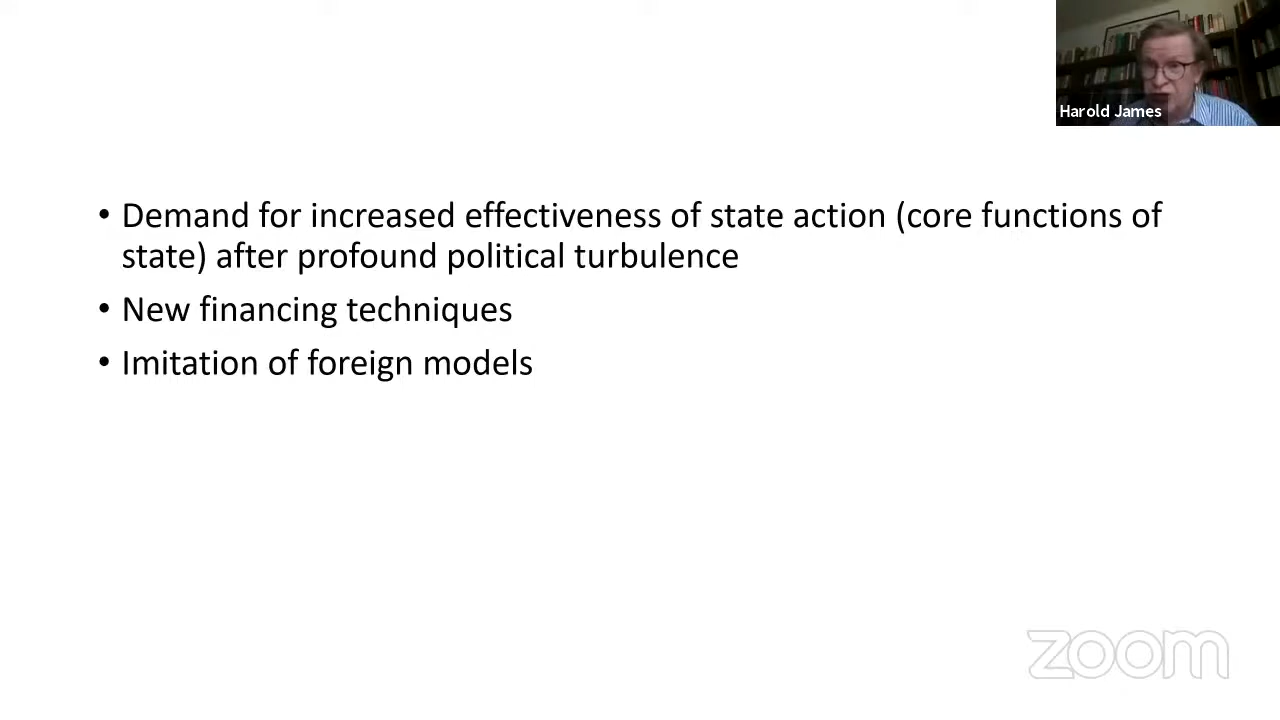 Harold James
• Demand for increased effectiveness of state action (core functions of
state) after profound political turbulence
• New financing techniques
• Imitation of foreign models
zoom